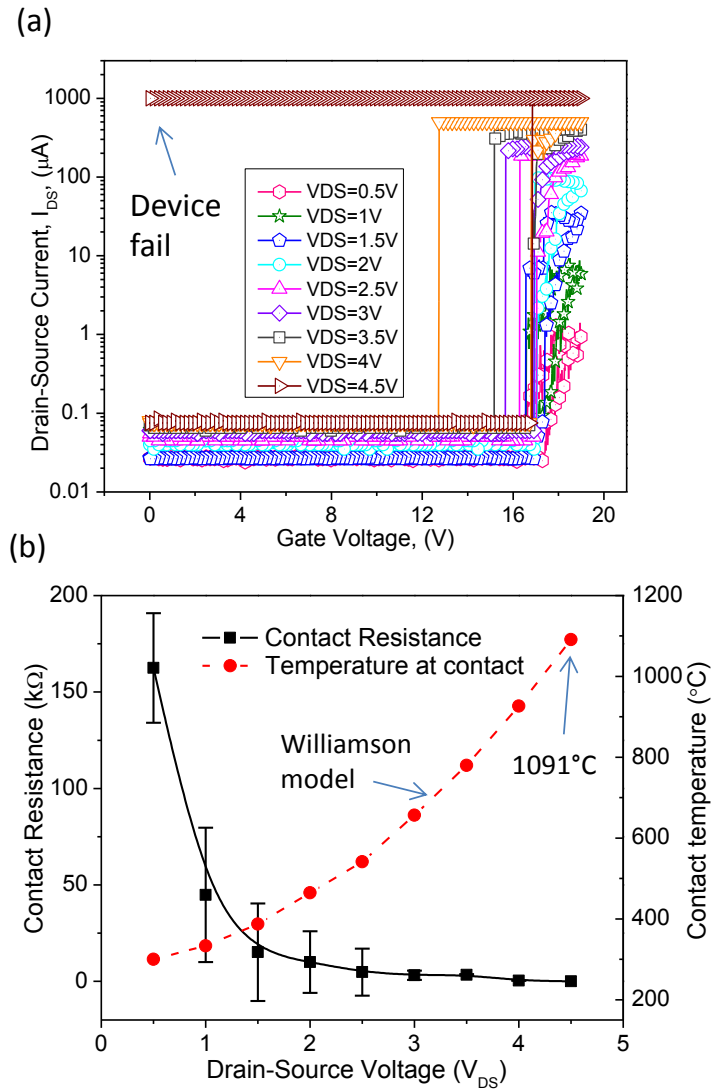 (a)
Drain-Source Current, I_DS, (μA)
1000
100
10
1
0.1
0.01
Device
fail
VDS=0.5V
VDS=1V
VDS=1.5V
VDS=2V
VDS=2.5V
VDS=3V
VDS=3.5V
VDS=4V
VDS=4.5V
0 4 8 12 16 20
Gate Voltage, (V)
(b)
Contact Resistance (kΩ)
200
150
100
50
0
Contact Resistance
Temperature at contact
Williamson
model
1091°C
1200
1000
800
600
400
200
Contact temperature (°C)
0 1 2 3 4 5
Drain-Source Voltage (V_DS)